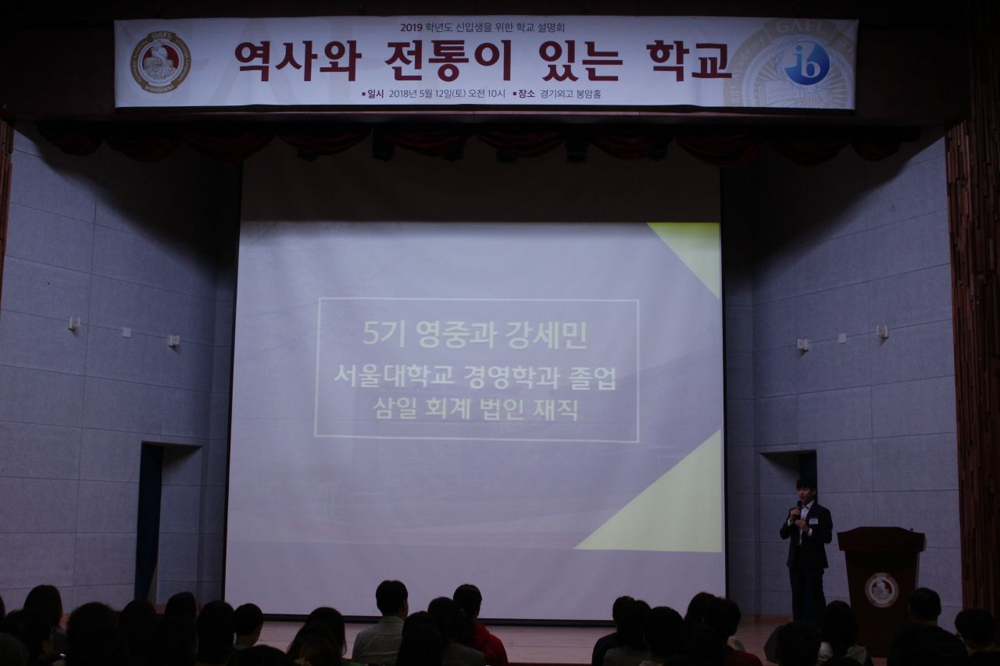 2019 학년도 신입생을 위한 학교 설명회
역사와 전통이 있는 학교
■ 일시 2018년 5월 12일(토) 오전 10시 ■ 장소 경기외고 봉암홀
GAFL
GAFL
ib
5기 영중과 강세민
서울대학교 경영학과 졸업
삼일 회계 법인 재직